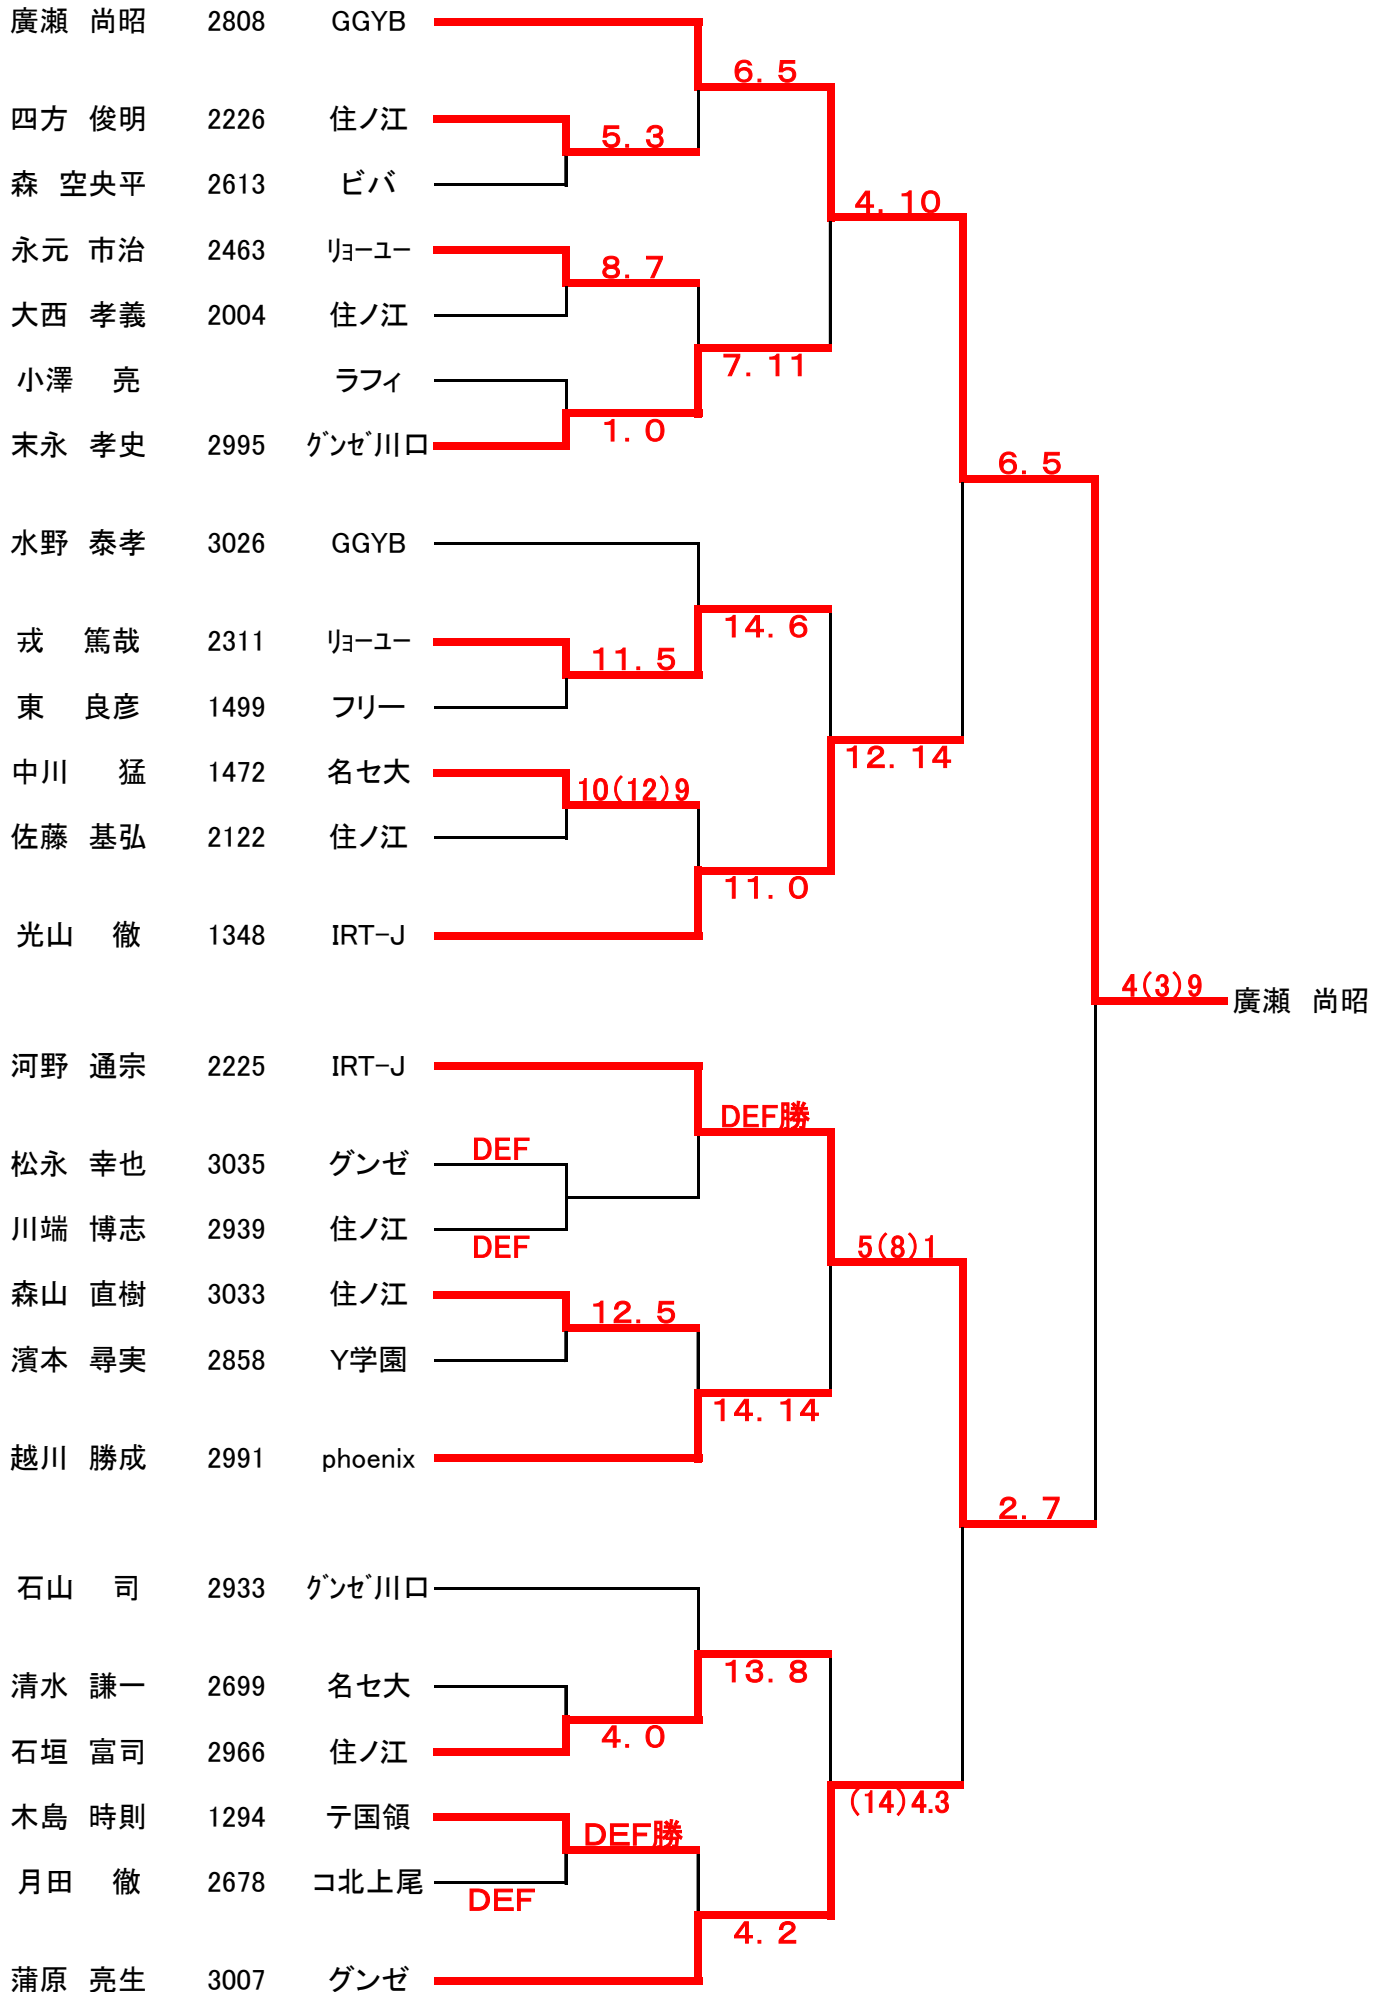 廣瀬 尚昭 2808 GGYB
6. 5
四方 俊明 2226 住ノ江
5. 3
森 空央平 2613 ビバ
4. 10
永元 市治 2463 ﾘｮｰﾕｰ
8. 7
大西 孝義 2004 住ノ江
7. 11
小澤 亮 ラフィ
1. 0
末永 孝史 2995 ｸﾞﾝｾﾞ川口
6. 5
水野 泰孝 3026 GGYB
14. 6
戎 篤哉 2311 ﾘｮｰﾕｰ
11. 5
東 良彦 1499 フリー
12. 14
中川 猛 1472 名セ大
10(12)9
佐藤 基弘 2122 住ノ江
11. 0
光山 徹 1348 IRT-J
4(3)9 廣瀬 尚昭
河野 通宗 2225 IRT-J
DEF勝
松永 幸也 3035 グンゼ
DEF
川端 博志 2939 住ノ江
DEF
5(8)1
森山 直樹 3033 住ノ江
12. 5
濱本 尋実 2858 Y学園
14. 14
越川 勝成 2991 phoenix
2. 7
石山 司 2933 ｸﾞﾝｾﾞ川口
13. 8
清水 謙一 2699 名セ大
4. 0
石垣 富司 2966 住ノ江
(14)4.3
木島 時則 1294 テ国領
DEF勝
月田 徹 2678 コ北上尾
DEF
4. 2
蒲原 亮生 3007 グンゼ